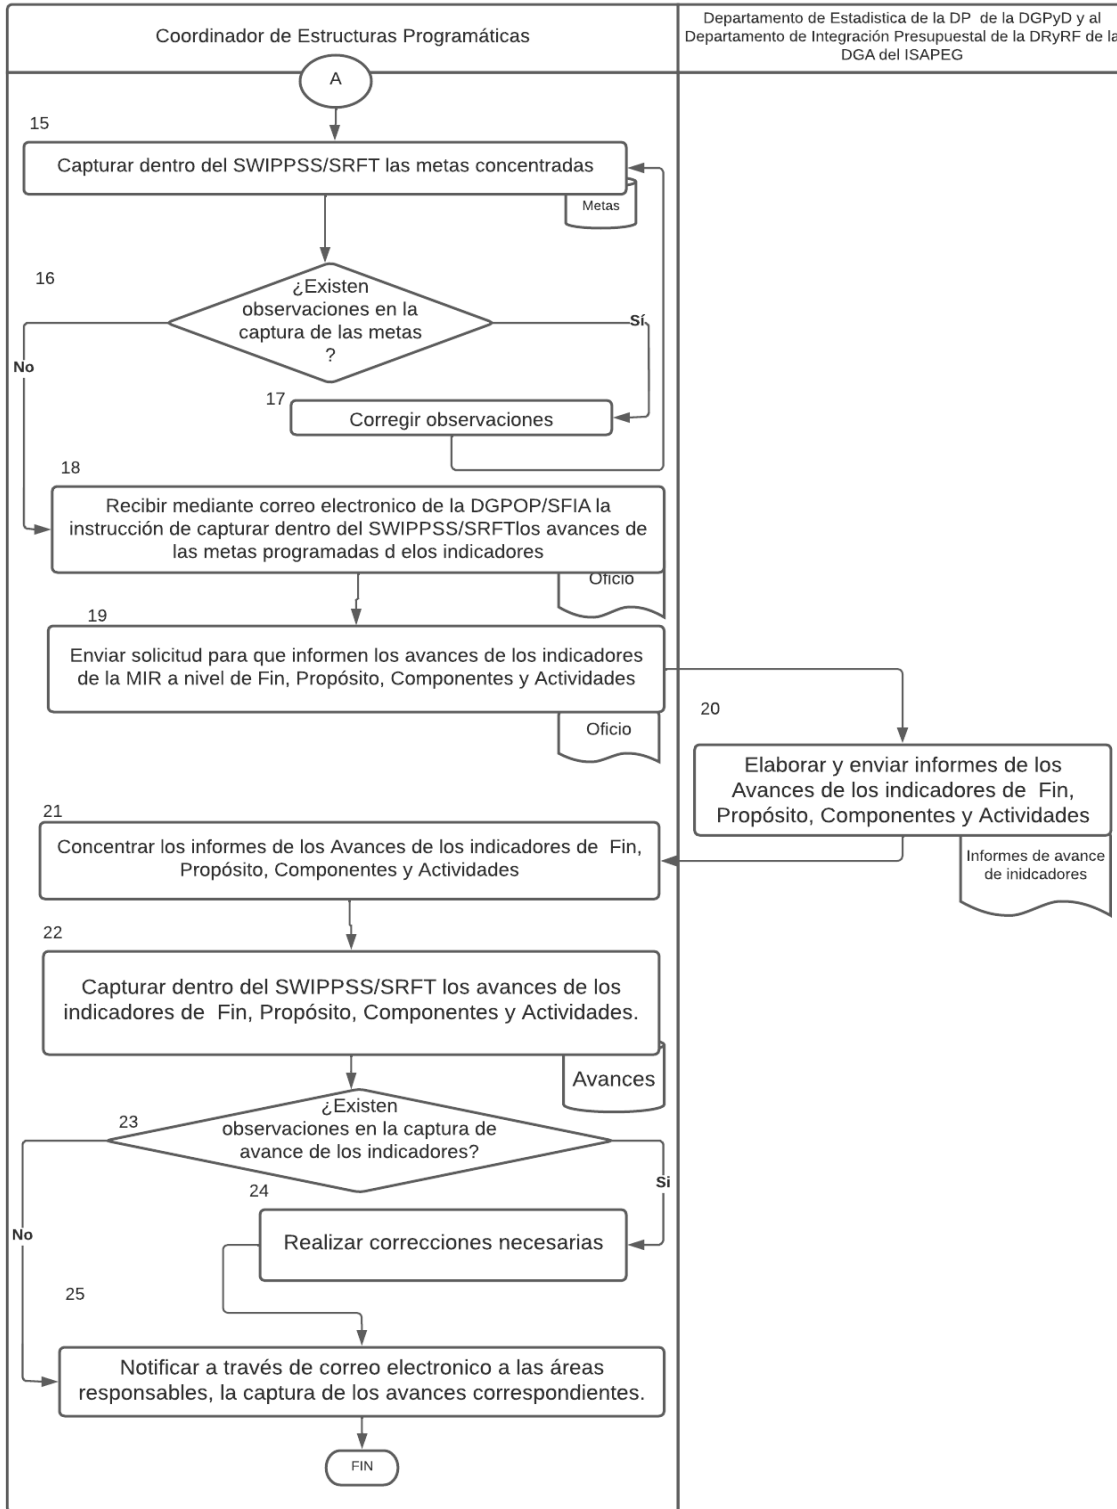 Coordinador de Estructuras Programáticas
Departamento de Estadistica de la DP de la DGPyD y al
Departamento de Integración Presupuestal de la DRyRF de la
DGA del ISAPEG
A
15
Capturar dentro del SWIPPSS/SRFT las metas concentradas
Metas
16
¿Existen
observaciones en la
captura de las metas
?
Sí
No
17
Corregir observaciones
18
Recibir mediante correo electronico de la DGPOP/SFIA la
instrucción de capturar dentro del SWIPPSS/SRFTlos avances de
las metas programadas d elos indicadores
Oficio
19
Enviar solicitud para que informen los avances de los indicadores
de la MIR a nivel de Fin, Propósito, Componentes y Actividades
Oficio
20
Elaborar y enviar informes de los
Avances de los indicadores de Fin,
Propósito, Componentes y Actividades
Informes de avance
de inidcadores
21
Concentrar los informes de los Avances de los indicadores de Fin,
Propósito, Componentes y Actividades
22
Capturar dentro del SWIPPSS/SRFT los avances de los
indicadores de Fin, Propósito, Componentes y Actividades.
Avances
23
¿Existen
observaciones en la captura de
avance de los indicadores?
Si
No
24
Realizar correcciones necesarias
25
Notificar a través de correo electronico a las áreas
responsables, la captura de los avances correspondientes.
FIN